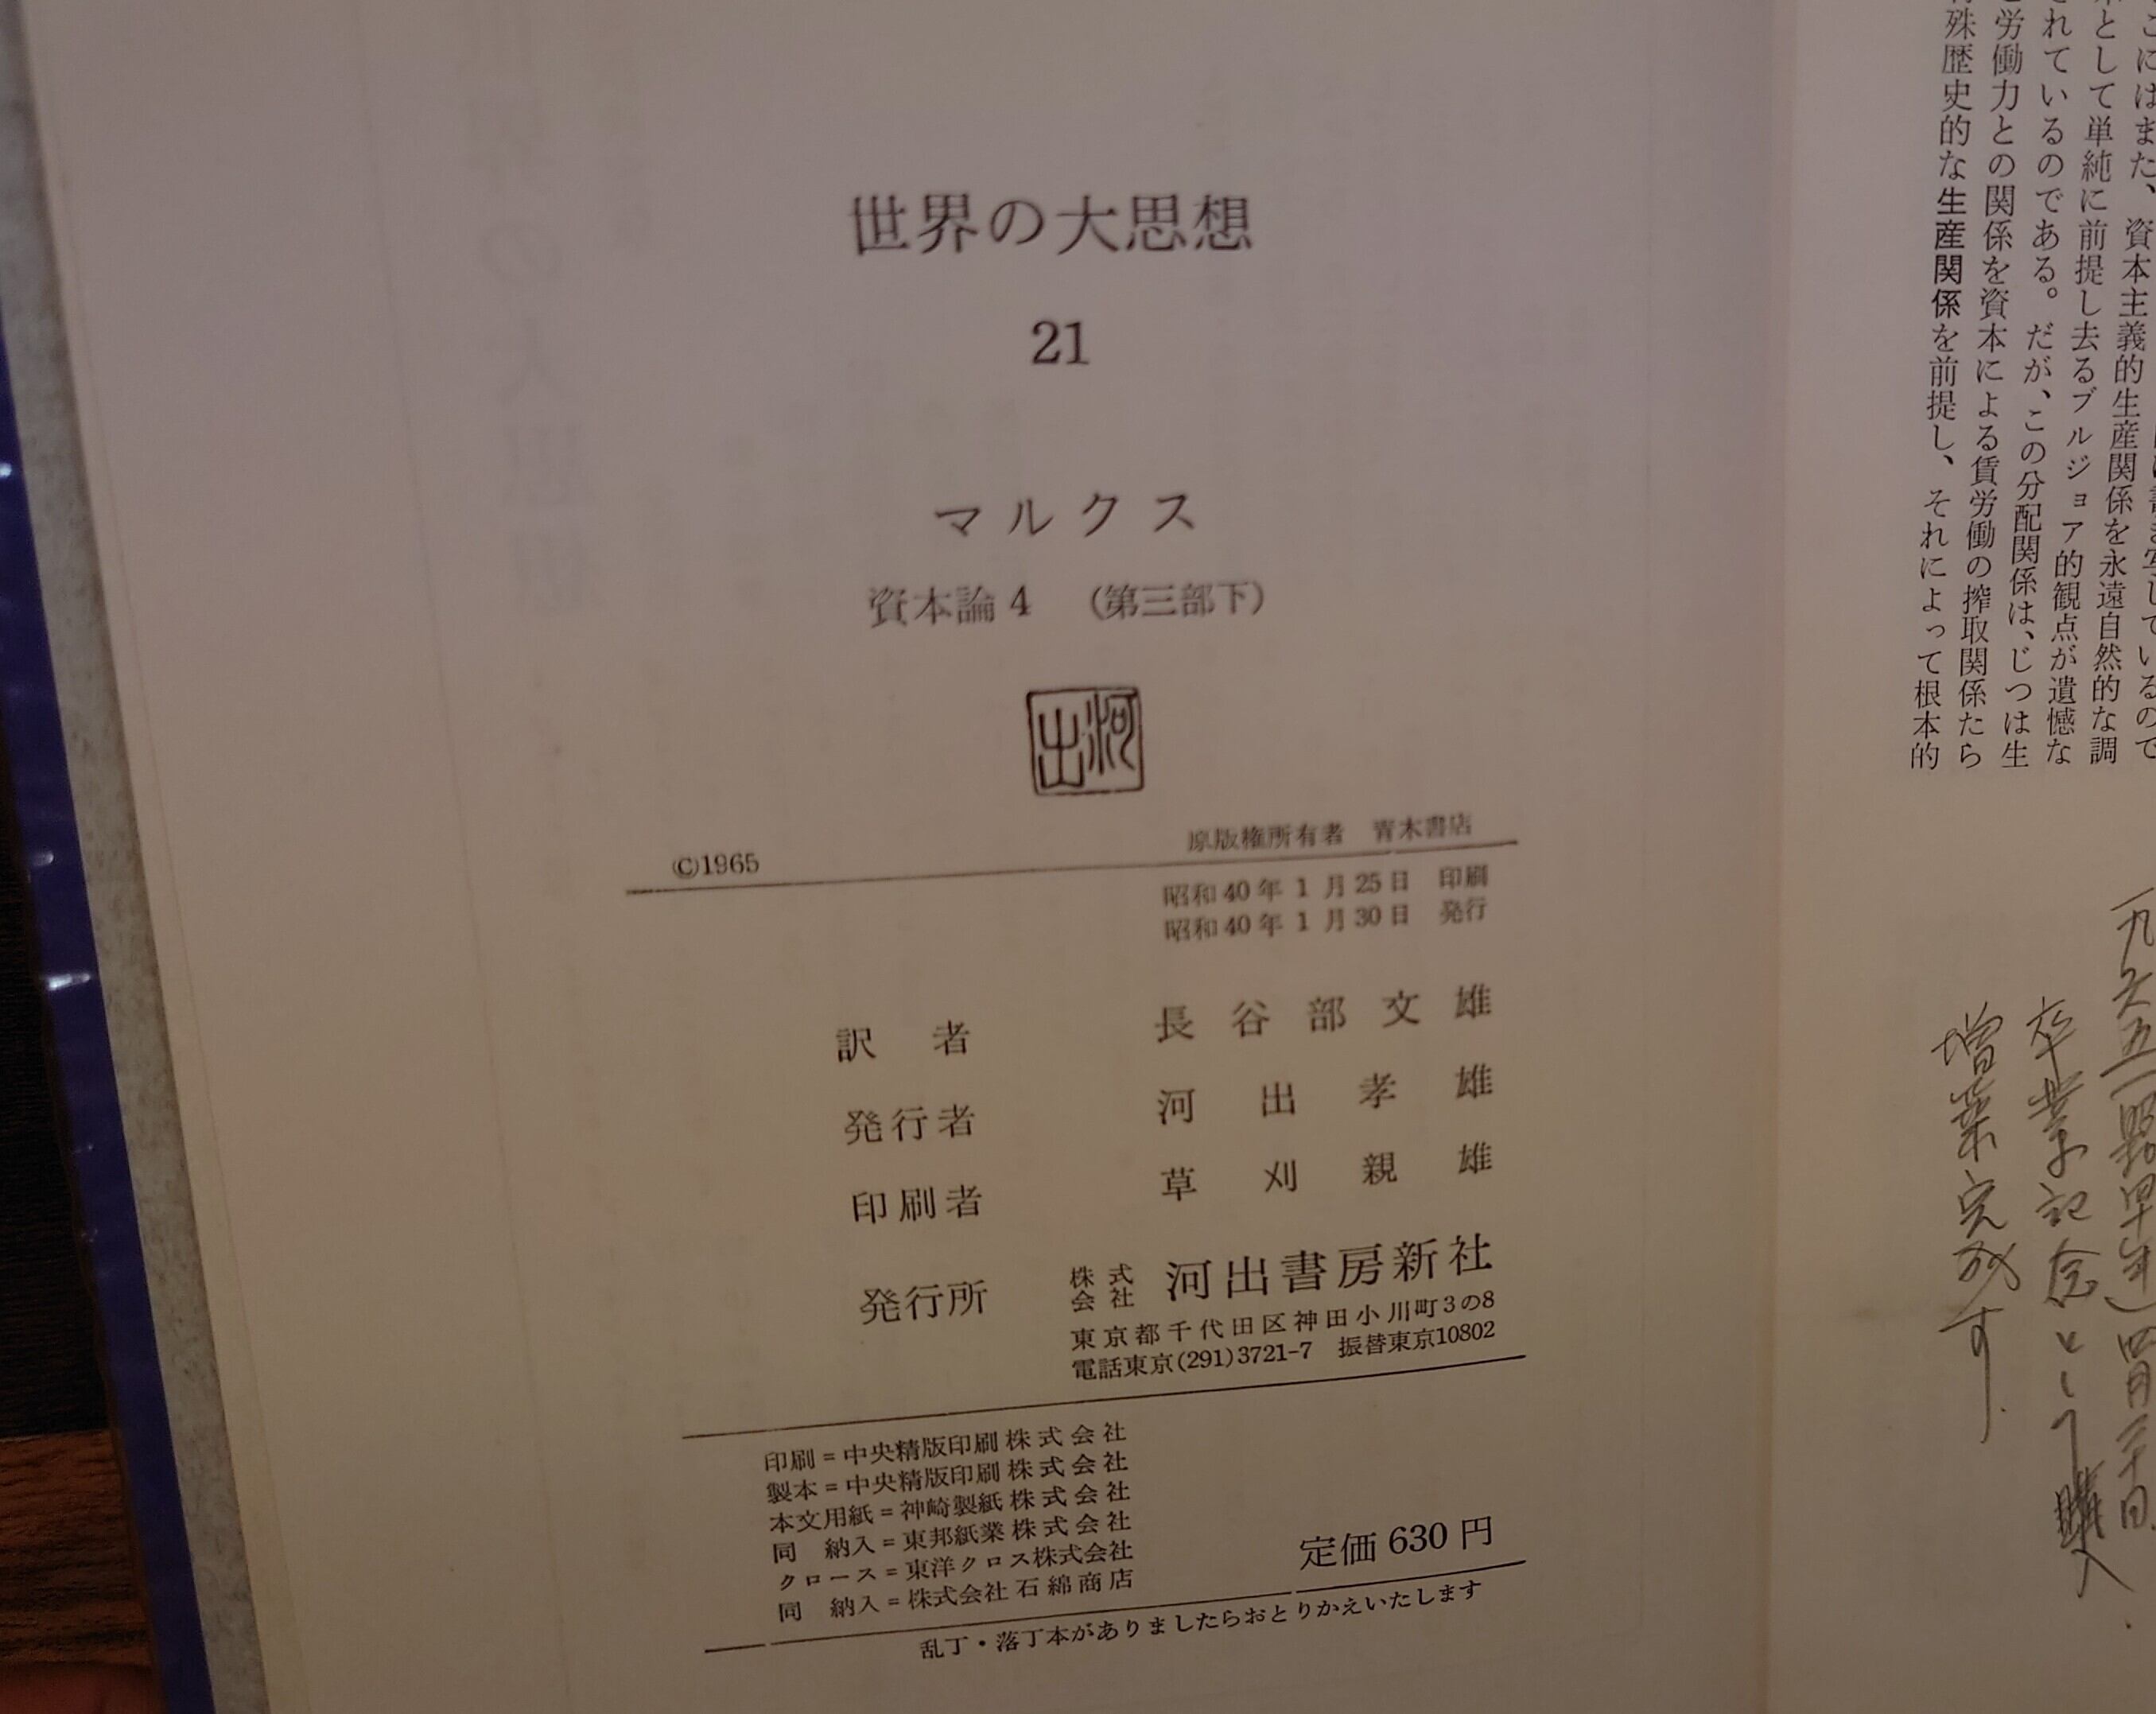 世界の大思想
21
マルクス
資本論4 (第三部下)
河出
©1965
原版権所有者 青木書店
昭和40年1月25日 印刷
昭和40年1月30日 発行
訳者 長谷部文雄
発行者 河出孝雄
印刷者 草刈親雄
発行所 株式会社 河出書房新社
東京都千代田区神田小川町3の8
電話東京(291)3721-7 振替東京10802
印刷=中央精版印刷株式会社
製本=中央精版印刷株式会社
本文用紙=神崎製紙株式会社
同 納入=東邦紙業株式会社
クロース=東洋クロス株式会社
同 納入=株式会社石綿商店
定価630円
乱丁・落丁本がありましたらおとりかえいたします
こにはまた、資本主義的生産関係を永遠自然的な調
として単純に前提し去るブルジョア的観点が遺憾な
れているのである。だが、この分配関係は、じつは生
労働力との関係を資本による賃労働の搾取関係たら
殊歴史的な生産関係を前提し、それによって根本的
卒業記念として購入
完成す